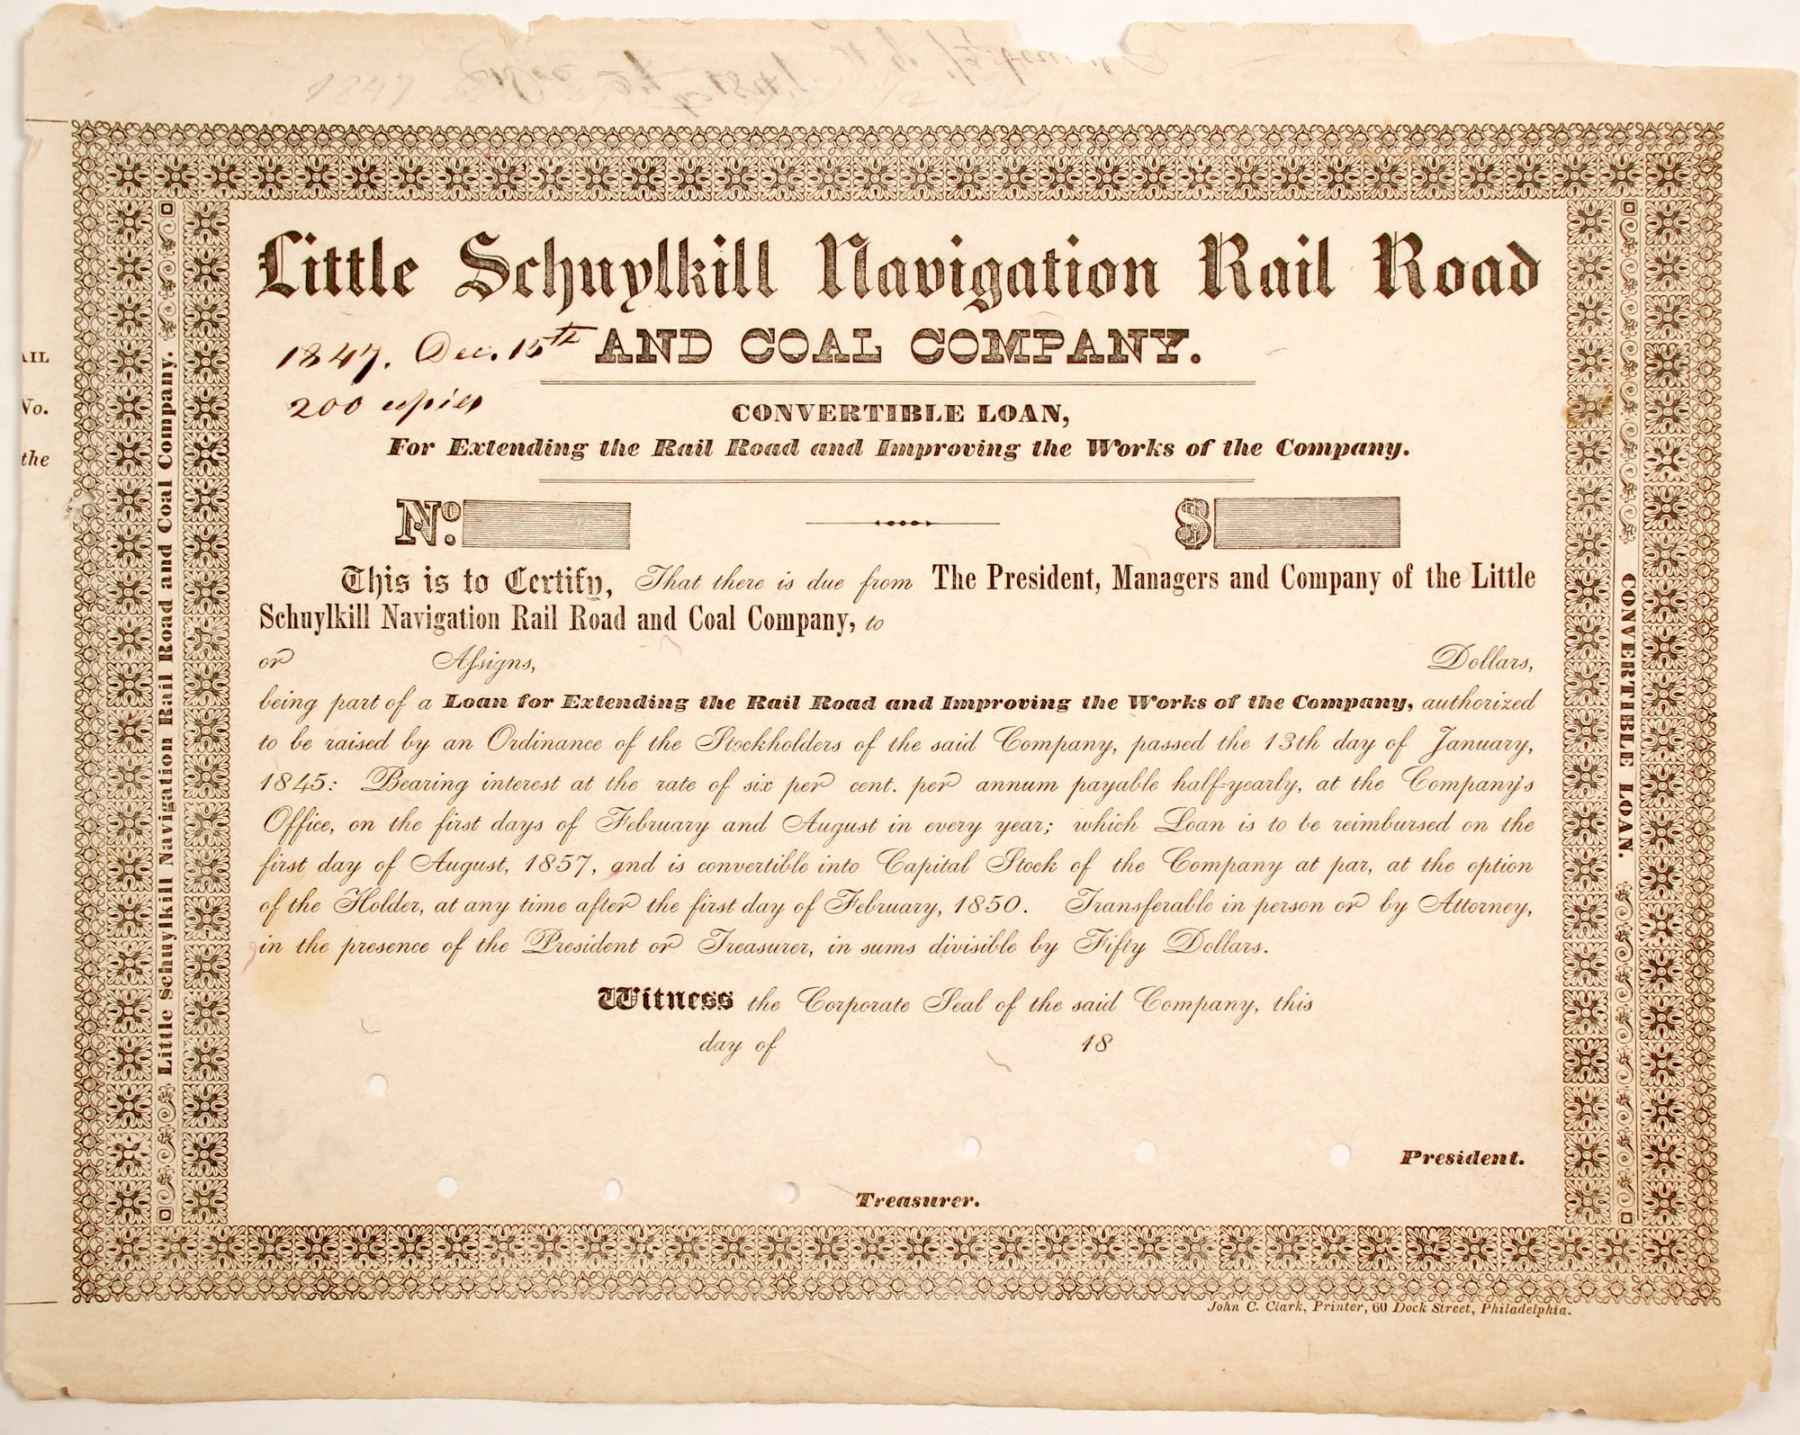 1847
Little Schuylkill Navigation Rail Road
1847. Dec. 15th AND COAL COMPANY.
200 copies
CONVERTIBLE LOAN,
For Extending the Rail Road and Improving the Works of the Company.
AIL
No.
the
No. $
This is to Certify, That there is due from The President, Managers and Company of the Little
Schuylkill Navigation Rail Road and Coal Company, to
or Assigns, Dollars,
being part of a Loan for Extending the Rail Road and Improving the Works of the Company, authorized
to be raised by an Ordinance of the Stockholders of the said Company, passed the 13th day of January,
1845: Bearing interest at the rate of six per cent. per annum payable half-yearly, at the Company's
Office, on the first days of February and August in every year; which Loan is to be reimbursed on the
first day of August, 1857, and is convertible into Capital Stock of the Company at par, at the option
of the Holder, at any time after the first day of February, 1850. Transferable in person or by Attorney,
in the presence of the President or Treasurer, in sums divisible by Fifty Dollars.
Witness the Corporate Seal of the said Company, this
day of 18
President.
Treasurer.
Little Schuylkill Navigation Rail Road and Coal Company.
CONVERTIBLE LOAN.
John C. Clark, Printer, 60 Dock Street, Philadelphia.